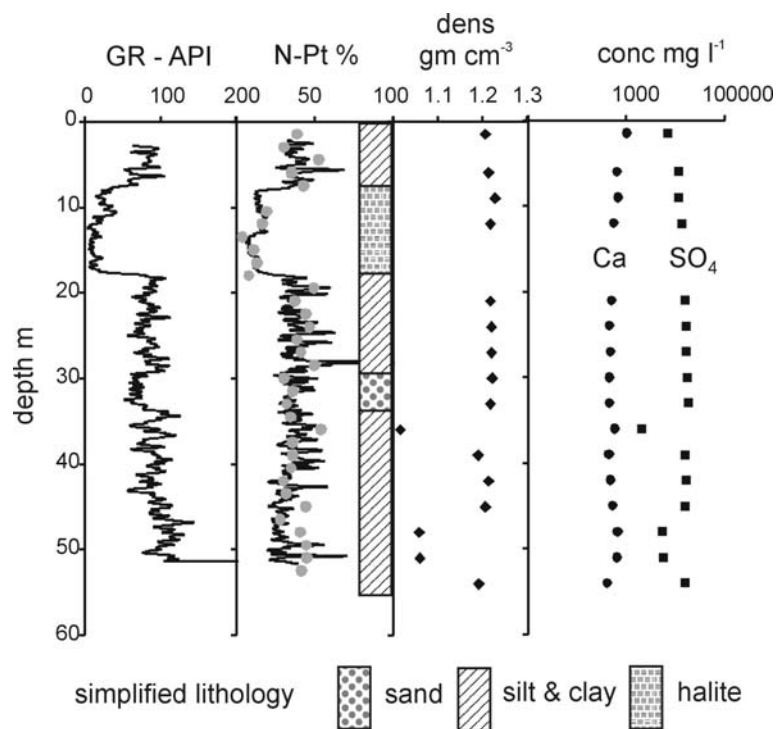 dens
GR - API N-Pt % gm cm-3 conc mg l-1
0 100 200 50 100 1.1 1.2 1.3 1000 100000
0
10
Ca SO4
20
30
40
50
60
depth m
simplified lithology sand silt & clay halite